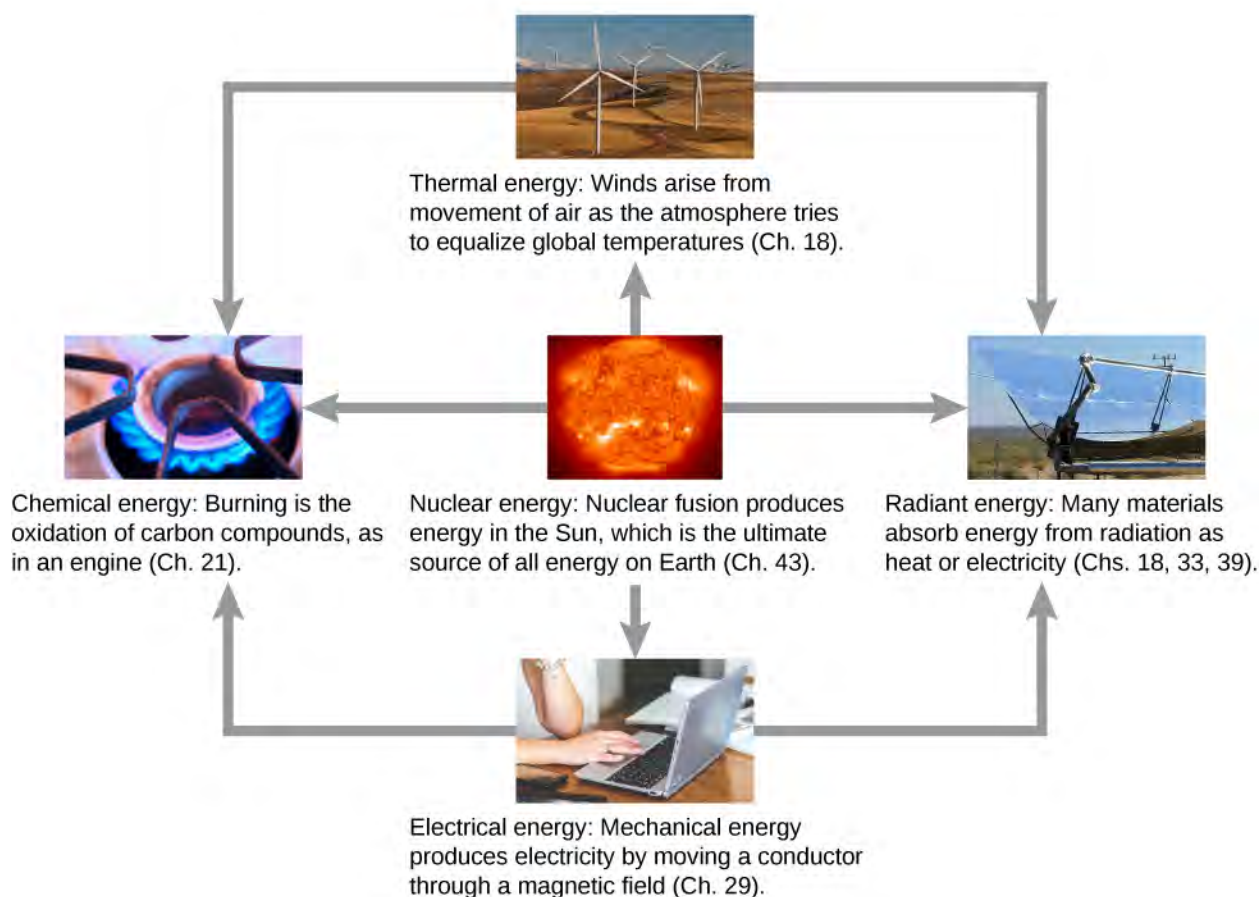 Thermal energy: Winds arise from
movement of air as the atmosphere tries
to equalize global temperatures (Ch. 18).
Chemical energy: Burning is the
oxidation of carbon compounds, as
in an engine (Ch. 21).
Nuclear energy: Nuclear fusion produces
energy in the Sun, which is the ultimate
source of all energy on Earth (Ch. 43).
Radiant energy: Many materials
absorb energy from radiation as
heat or electricity (Chs. 18, 33, 39).
Electrical energy: Mechanical energy
produces electricity by moving a conductor
through a magnetic field (Ch. 29).